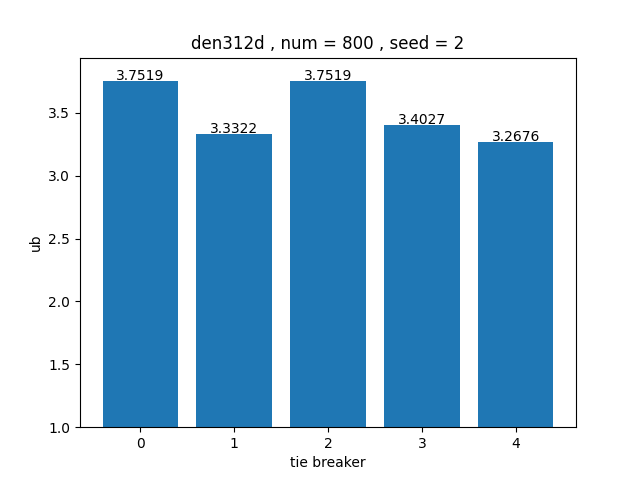 den312d , num = 800 , seed = 2
3.7519
3.3322
3.7519
3.4027
3.2676
3.5
3.0
2.5
2.0
1.5
1.0
ub
0 1 2 3 4
tie breaker